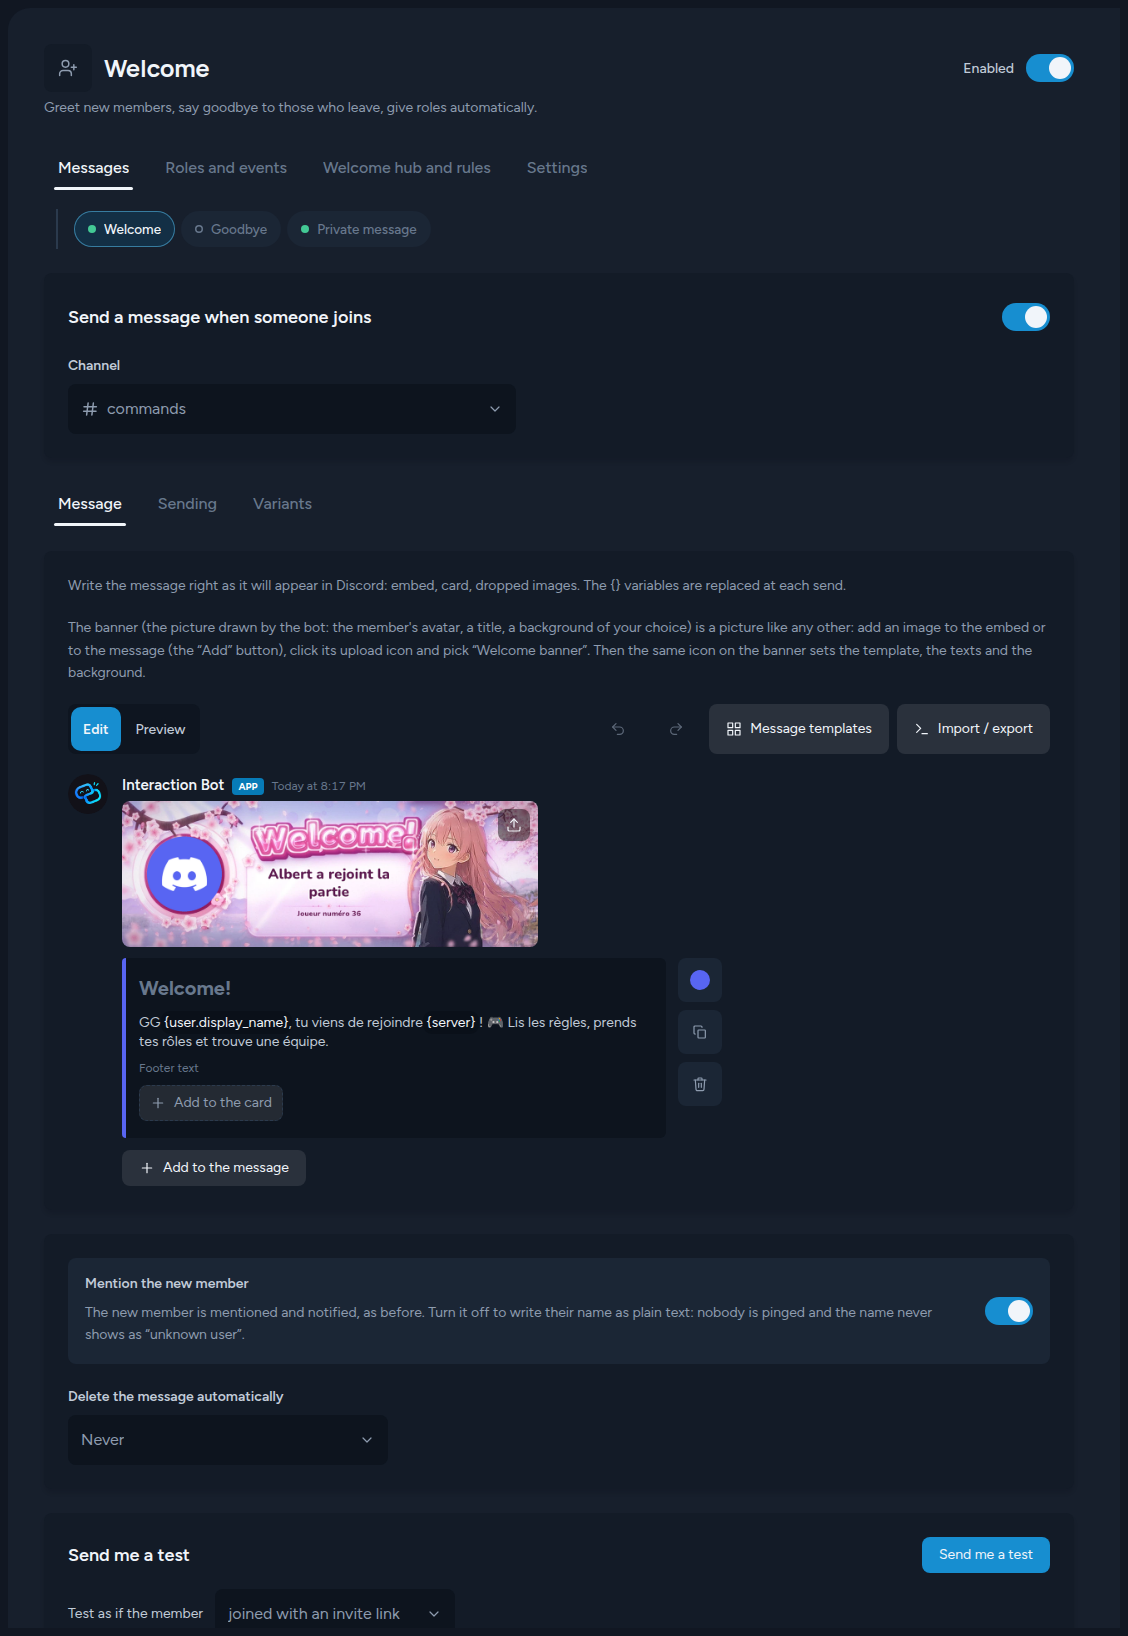 Welcome
Enabled
Greet new members, say goodbye to those who leave, give roles automatically.
Messages
Roles and events
Welcome hub and rules
Settings
Welcome
Goodbye
Private message
Send a message when someone joins
Channel
commands
Message
Sending
Variants
Write the message right as it will appear in Discord: embed, card, dropped images. The {} variables are replaced at each send.
The banner (the picture drawn by the bot: the member's avatar, a title, a background of your choice) is a picture like any other: add an image to the embed or
to the message (the “Add” button), click its upload icon and pick “Welcome banner”. Then the same icon on the banner sets the template, the texts and the
background.
Edit
Preview
Message templates
Import / export
Interaction Bot APP Today at 8:17 PM
Welcome!
Albert a rejoint la
partie
Joueur numéro 36
Welcome!
GG {user.display_name}, tu viens de rejoindre {server} ! 🎮 Lis les règles, prends
tes rôles et trouve une équipe.
Footer text
Add to the card
Add to the message
Mention the new member
The new member is mentioned and notified, as before. Turn it off to write their name as plain text: nobody is pinged and the name never
shows as “unknown user”.
Delete the message automatically
Never
Send me a test
Send me a test
Test as if the member
joined with an invite link